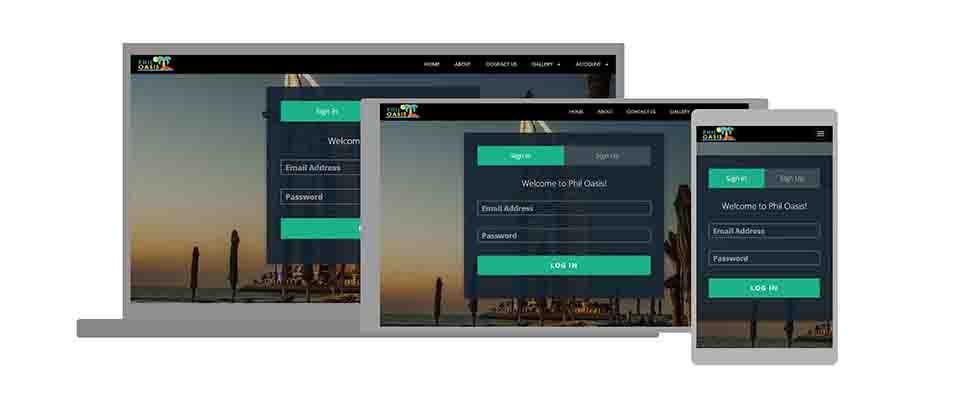 PHIL
OASIS
HOME
ABOUT
CONTACT US
GALLERY
ACCOUNT
Sign In
Email Address
Password
PHIL
OASIS
HOME
ABOUT
CONTACT US
GALLERY
Sign In
Sign Up
Welcome to Phil Oasis!
Email Address
Password
LOG IN
PHIL
OASIS
Sign In
Sign Up
Welcome to Phil Oasis!
Email Address
Password
LOG IN